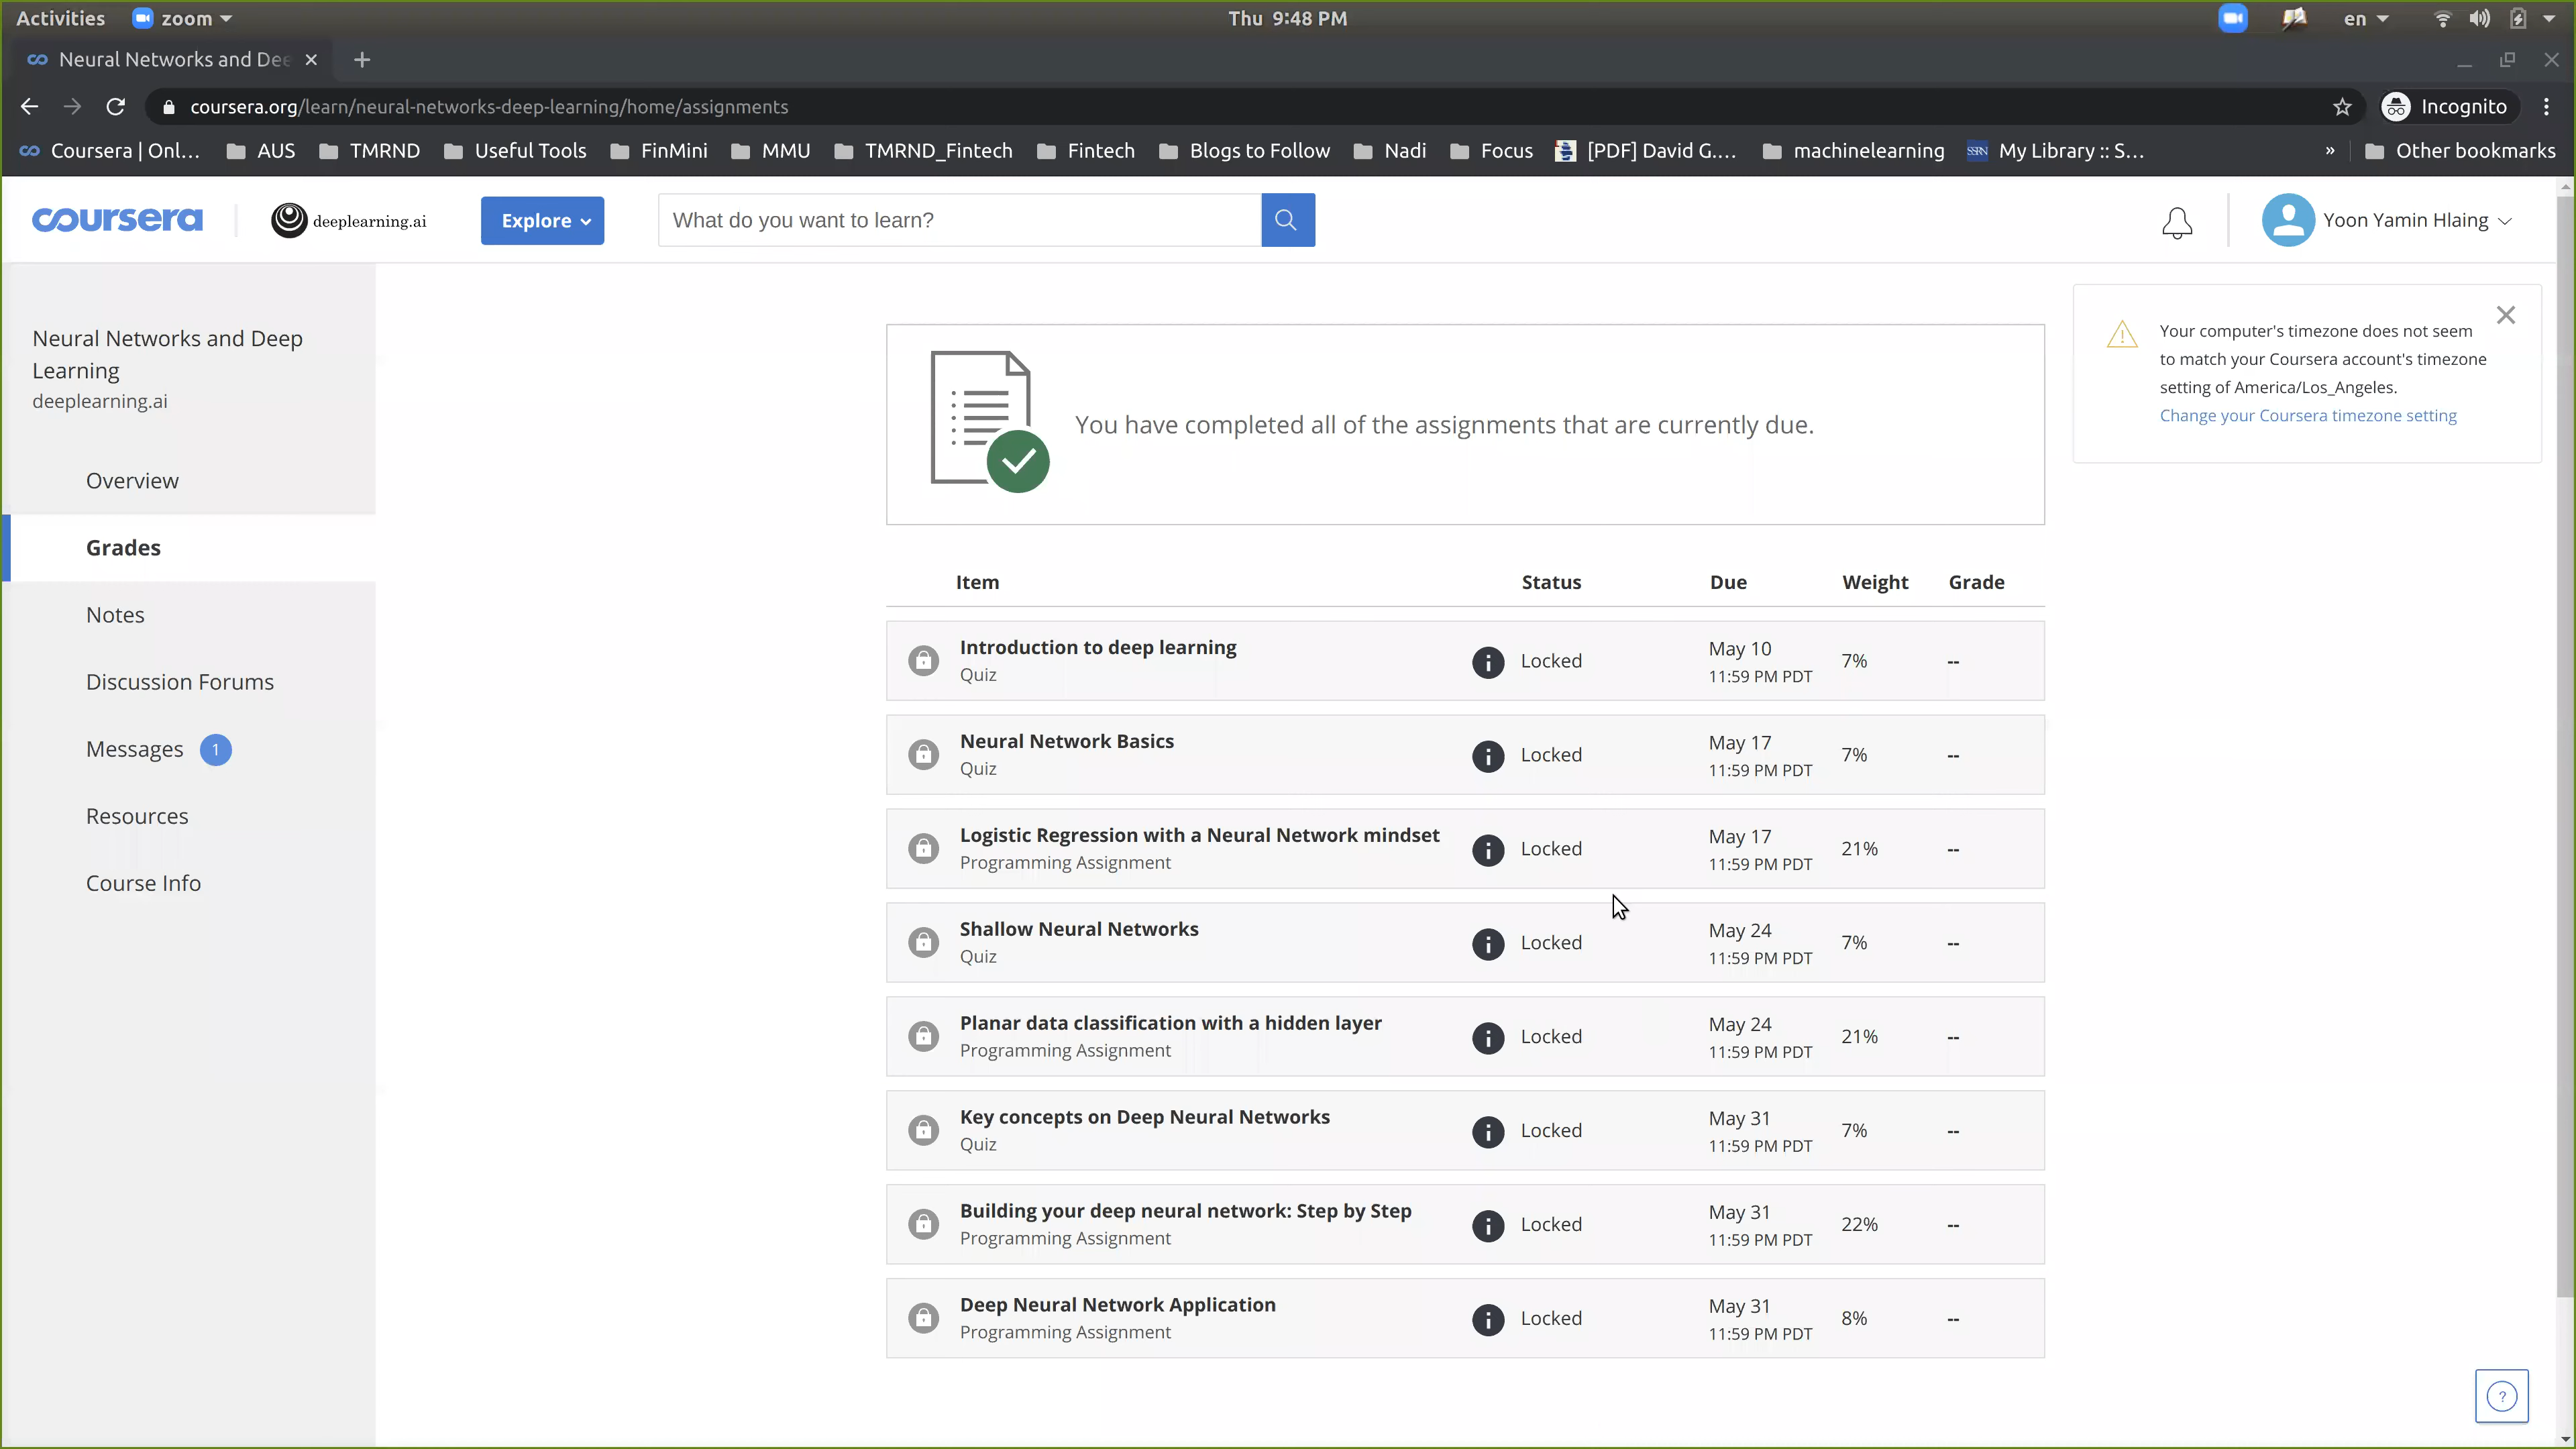 Activities zoom Thu 9:48 PM en
Neural Networks and Dee
coursera.org/learn/neural-networks-deep-learning/home/assignments Incognito
Coursera | Onl... AUS TMRND Useful Tools FinMini MMU TMRND_Fintech Fintech Blogs to Follow Nadi Focus [PDF] David G.... machinelearning SSRN My Library :: S... » Other bookmarks
coursera deeplearning.ai Explore What do you want to learn? Yoon Yamin Hlaing
Neural Networks and Deep
Learning
deeplearning.ai
Overview
Grades
Notes
Discussion Forums
Messages 1
Resources
Course Info
You have completed all of the assignments that are currently due.
Your computer's timezone does not seem
to match your Coursera account's timezone
setting of America/Los_Angeles.
Change your Coursera timezone setting
Item Status Due Weight Grade
Introduction to deep learning
Quiz
Locked
May 10
11:59 PM PDT
7%
--
Neural Network Basics
Quiz
Locked
May 17
11:59 PM PDT
7%
--
Logistic Regression with a Neural Network mindset
Programming Assignment
Locked
May 17
11:59 PM PDT
21%
--
Shallow Neural Networks
Quiz
Locked
May 24
11:59 PM PDT
7%
--
Planar data classification with a hidden layer
Programming Assignment
Locked
May 24
11:59 PM PDT
21%
--
Key concepts on Deep Neural Networks
Quiz
Locked
May 31
11:59 PM PDT
7%
--
Building your deep neural network: Step by Step
Programming Assignment
Locked
May 31
11:59 PM PDT
22%
--
Deep Neural Network Application
Programming Assignment
Locked
May 31
11:59 PM PDT
8%
--
?